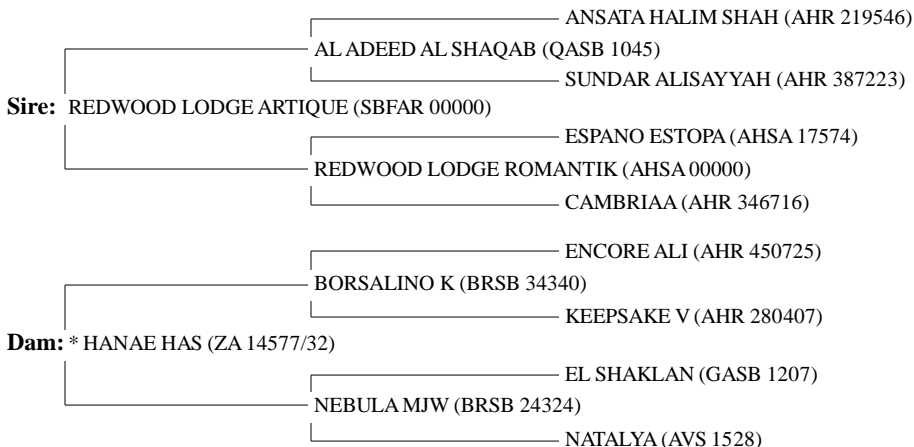 ANSATA HALIM SHAH (AHR 219546)
AL ADEED AL SHAQAB (QASB 1045)
SUNDAR ALISAYYAH (AHR 387223)
Sire: REDWOOD LODGE ARTIQUE (SBFAR 00000)
ESPANO ESTOPA (AHSA 17574)
REDWOOD LODGE ROMANTIK (AHSA 00000)
CAMBRIAA (AHR 346716)
ENCORE ALI (AHR 450725)
BORSALINO K (BRSB 34340)
KEEPSAKE V (AHR 280407)
Dam: * HANAE HAS (ZA 14577/32)
EL SHAKLAN (GASB 1207)
NEBULA MJW (BRSB 24324)
NATALYA (AVS 1528)